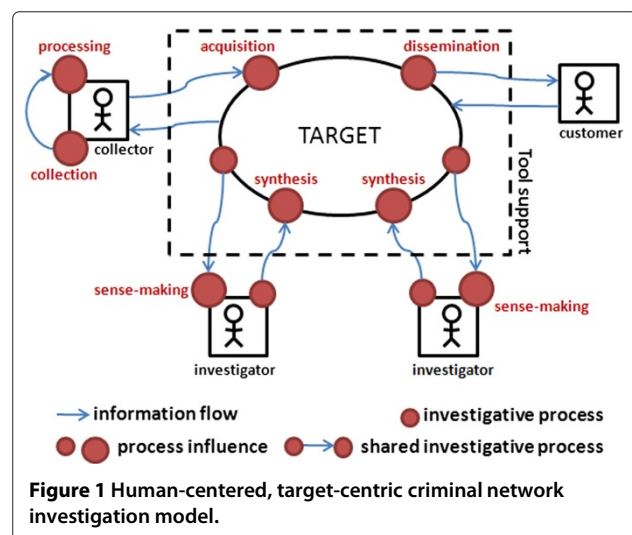 processing
acquisition
dissemination
TARGET
collector
customer
collection
synthesis
synthesis
Tool support
sense-making
sense-making
investigator
investigator
information flow
investigative process
process influence
shared investigative process
Figure 1 Human-centered, target-centric criminal network
investigation model.